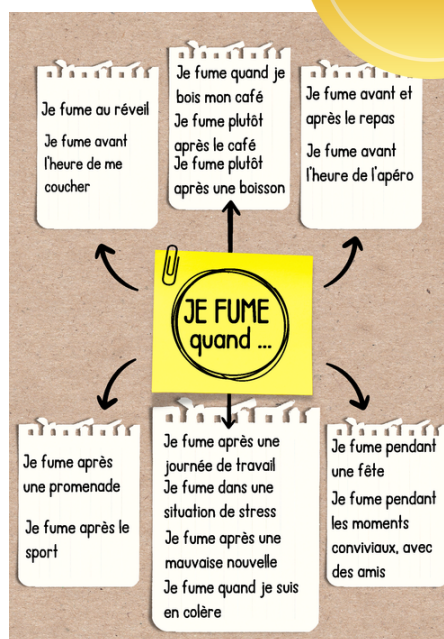 Je fume au réveil
Je fume avant
l'heure de me
coucher
Je fume quand je
bois mon café
Je fume plutôt
après le café
Je fume plutôt
après une boisson
Je fume avant et
après le repas
Je fume avant
l'heure de l'apéro
JE FUME
quand ...
Je fume après
une promenade
Je fume après le
sport
Je fume après une
journée de travail
Je fume dans une
situation de stress
Je fume après une
mauvaise nouvelle
Je fume quand je suis
en colère
Je fume pendant
une fête
Je fume pendant
les moments
conviviaux, avec
des amis